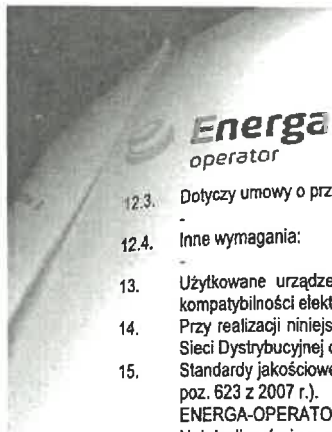 Energa
operator
12.3. Dotyczy umowy o prz
-
12.4. Inne wymagania:
-
13. Użytkowane urządze
kompatybilności elekt
14. Przy realizacji niniejs
Sieci Dystrybucyjnej
15. Standardy jakościowe
poz. 623 z 2007 r.).
ENERGA-OPERATO